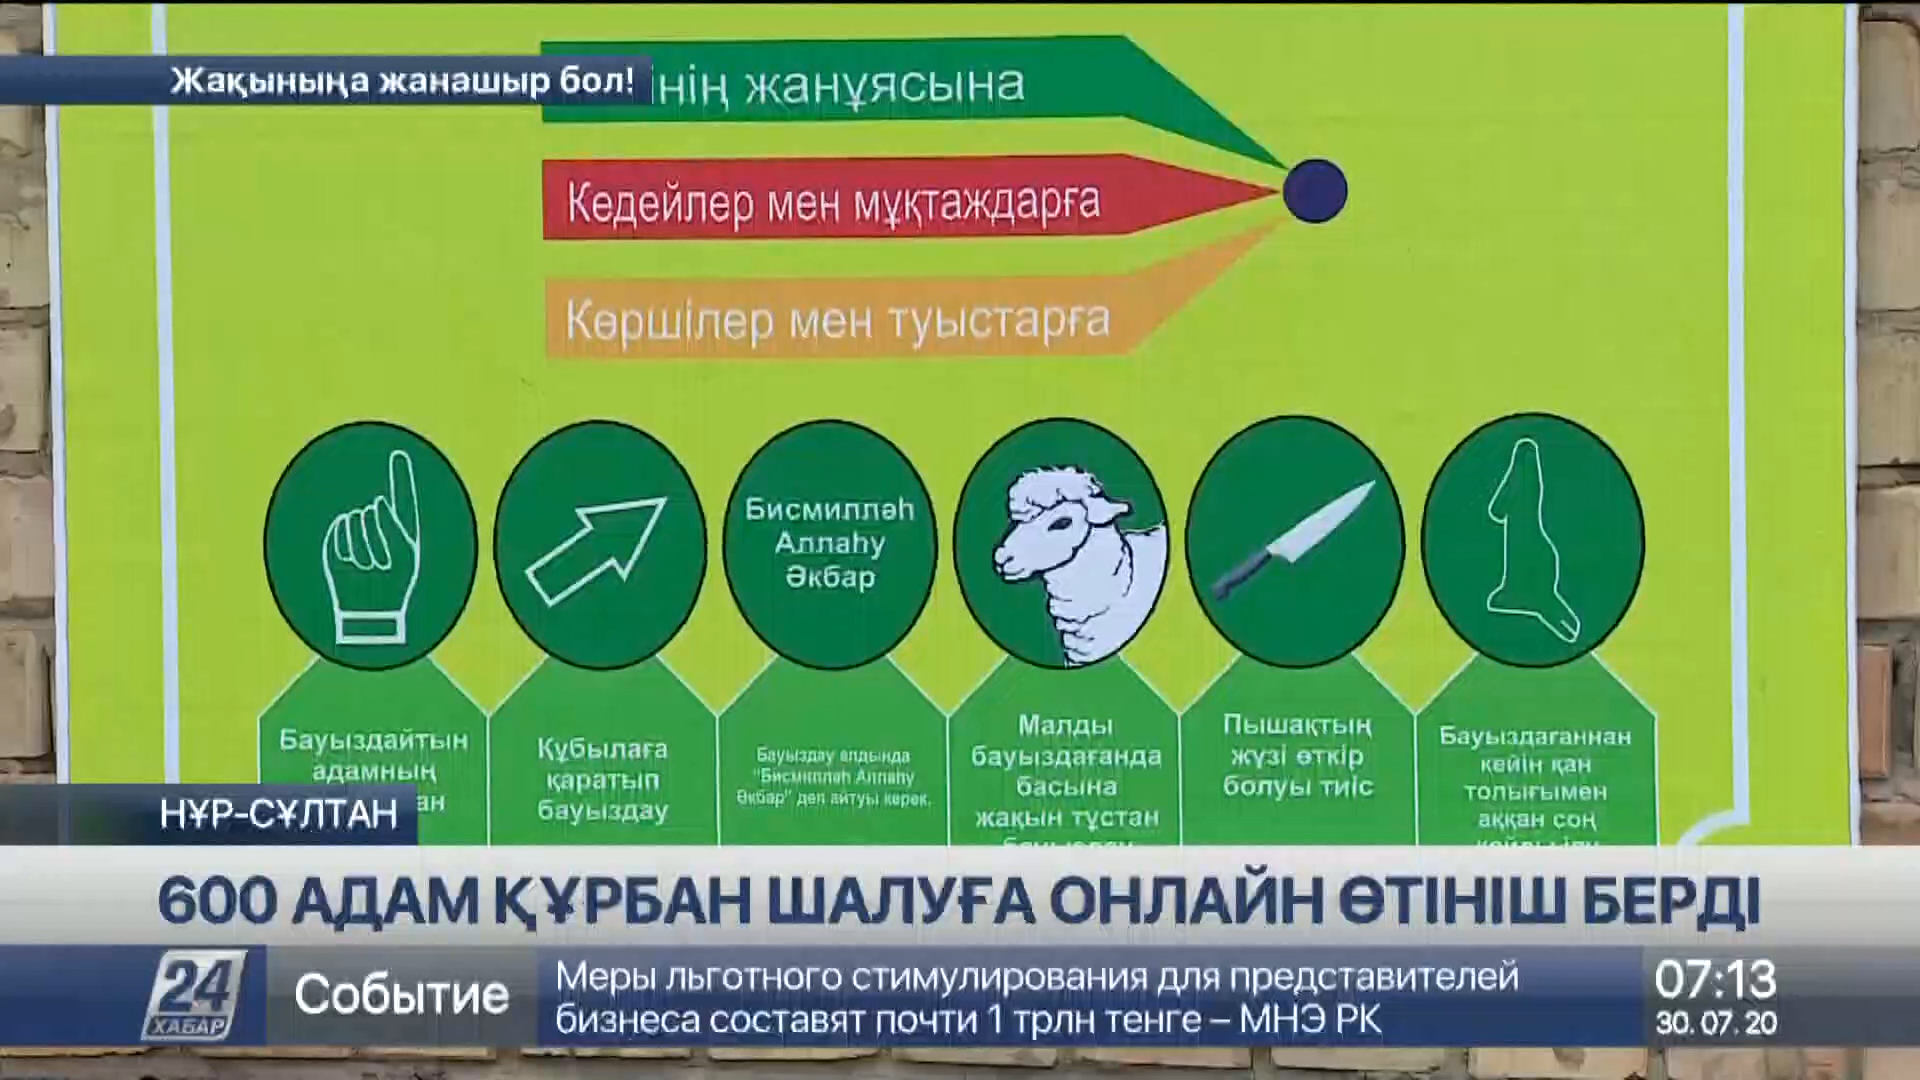 Жақыныңа жанашыр бол!
нің жанұясына
Кедейлер мен мұқтаждарға
Көршілер мен туыстарға
Бисмилләһ
Аллаһу
Әкбар
Бауыздайтын
адамның
ан
Құбылаға
қаратып
бауыздау
Бауыздау алдында
"Бисмилләһ Аллаһу
Әкбар" деп айтуы керек.
Малды
бауыздағанда
басына
жақын тұстан
Пышақтың
жүзі өткір
болуы тиіс
Бауыздағаннан
кейін қан
толығымен
аққан соң
НҰР-СҰЛТАН
600 АДАМ ҚҰРБАН ШАЛУҒА ОНЛАЙН ӨТІНІШ БЕРДІ
24
ХАБАР
Событие
Меры льготного стимулирования для представителей
бизнеса составят почти 1 трлн тенге – МНЭ РК
07:13
30. 07. 20